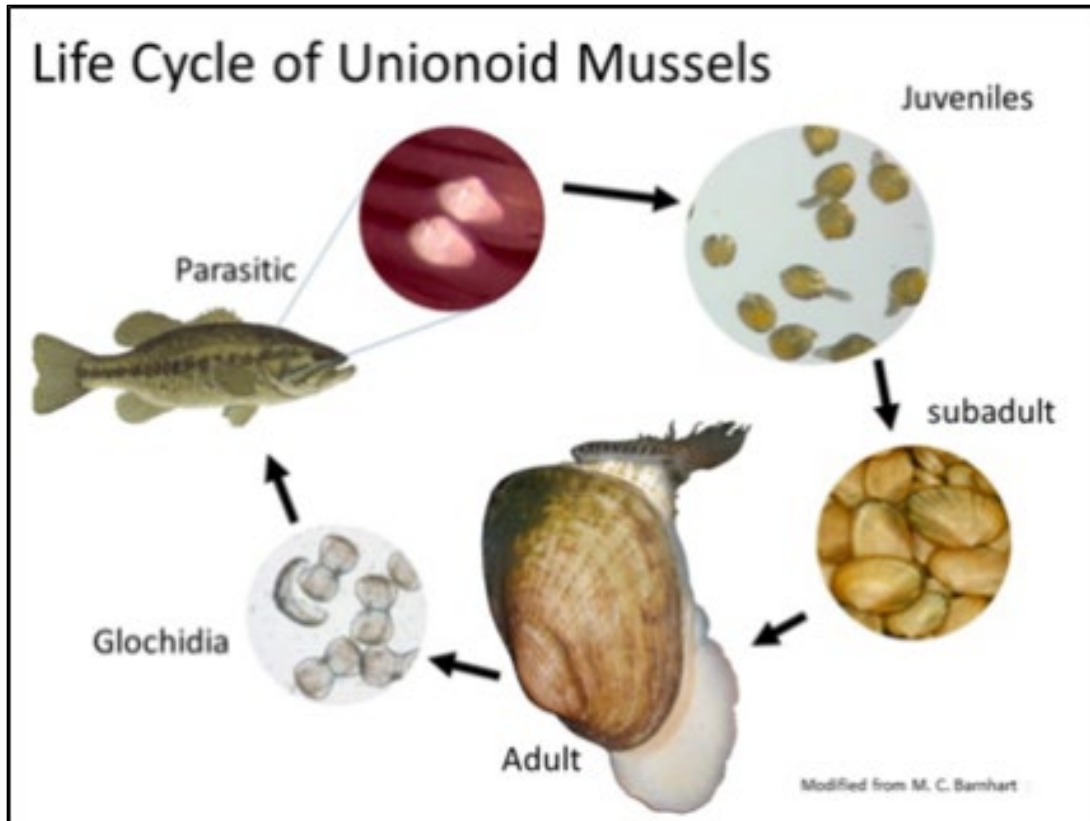 Life Cycle of Unionoid Mussels
Juveniles
Parasitic
subadult
Glochidia
Adult
Modified from M. C. Barnhart